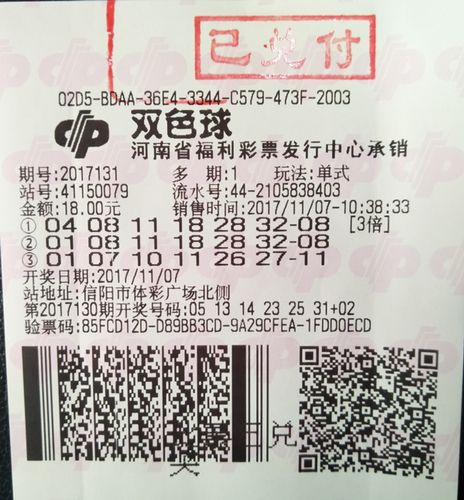 已兑付
02D5-BDAA-36E4-3344-C579-473F-2003
双色球
河南省福利彩票发行中心承销
期号:2017131 多期:1 玩法:单式
站号:41150079 流水号:44-2105838403
金额:18.00元 销售时间:2017/11/07-10:38:33
① 04 08 11 18 28 32-08 [3倍]
② 01 08 11 18 28 32-08
③ 01 07 10 11 26 27-11
开奖日期:2017/11/07
站地址:信阳市体彩广场北侧
第2017130期开奖号码:05 13 14 23 25 31+02
验票码:85FCD12D-D89BB3CD-9A29CFEA-1FDD0ECD
兑
奖